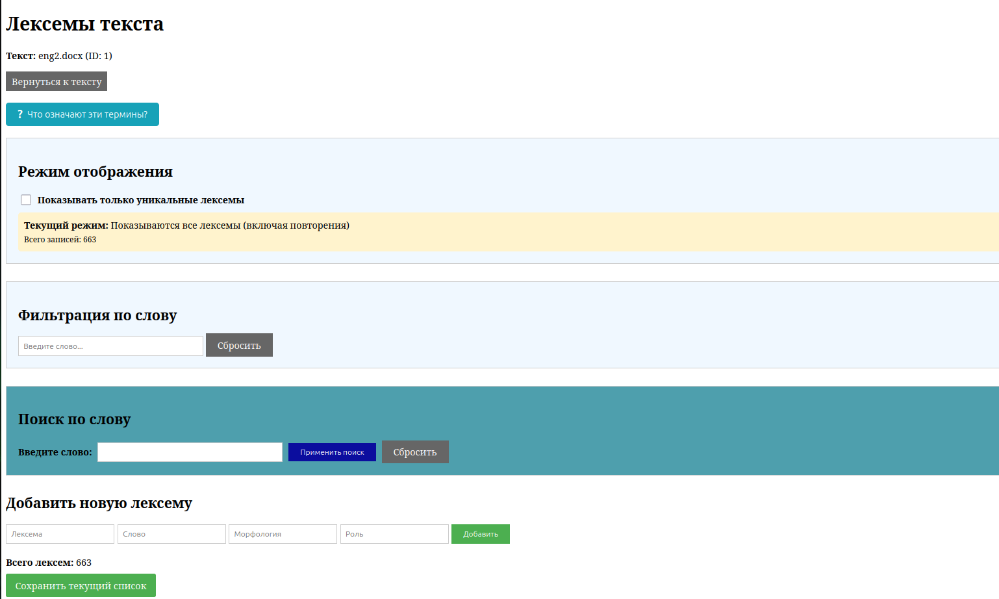 Лексемы текста
Текст: eng2.docx (ID: 1)
Вернуться к тексту
? Что означают эти термины?
Режим отображения
Показывать только уникальные лексемы
Текущий режим: Показываются все лексемы (включая повторения)
Всего записей: 663
Фильтрация по слову
Введите слово... Сбросить
Поиск по слову
Введите слово: Применить поиск Сбросить
Добавить новую лексему
Лексема Слово Морфология Роль Добавить
Всего лексем: 663
Сохранить текущий список